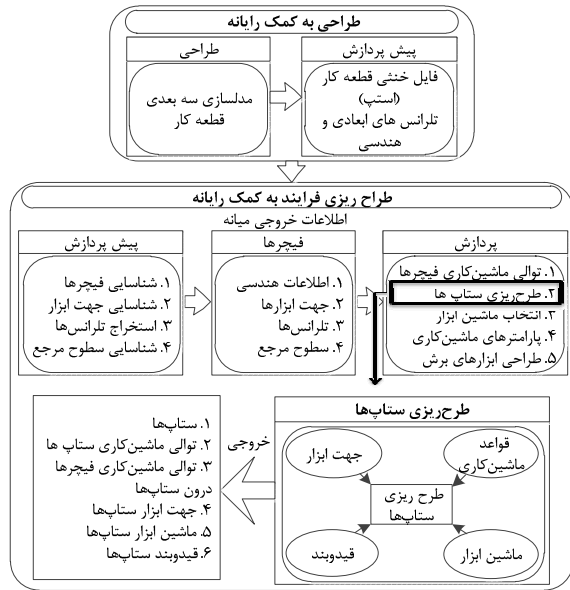 طراحی به کمک رایانه
طراحی
مدلسازی سه بعدی
قطعه کار
پیش پردازش
فایل خنثی قطعه کار
(استپ)
تلرانس های ابعادی و
هندسی
طراح ریزی فرایند به کمک رایانه
اطلاعات خروجی میانه
پیش پردازش
۱. شناسایی فیچرها
۲. شناسایی جهت ابزار
۳. استخراج تلرانس‌ها
۴. شناسایی سطوح مرجع
فیچرها
۱. اطلاعات هندسی
۲. جهت ابزارها
۳. تلرانس‌ها
۴. سطوح مرجع
پردازش
۱. توالی ماشین‌کاری فیچرها
۲. طرح‌ریزی ستاپ ها
۳. انتخاب ماشین ابزار
۴. پارامترهای ماشین‌کاری
۵. طراحی ابزارهای برش
طرح‌ریزی ستاپ‌ها
قواعد
ماشین‌کاری
جهت ابزار
طرح ریزی
ستاپ‌ها
ماشین ابزار
قیدوبند
خروجی
۱. ستاپ‌ها
۲. توالی ماشین‌کاری ستاپ ها
۳. توالی ماشین‌کاری فیچرها
درون ستاپ‌ها
۴. جهت ابزار ستاپ‌ها
۵. ماشین ابزار ستاپ‌ها
۶. قیدوبند ستاپ‌ها